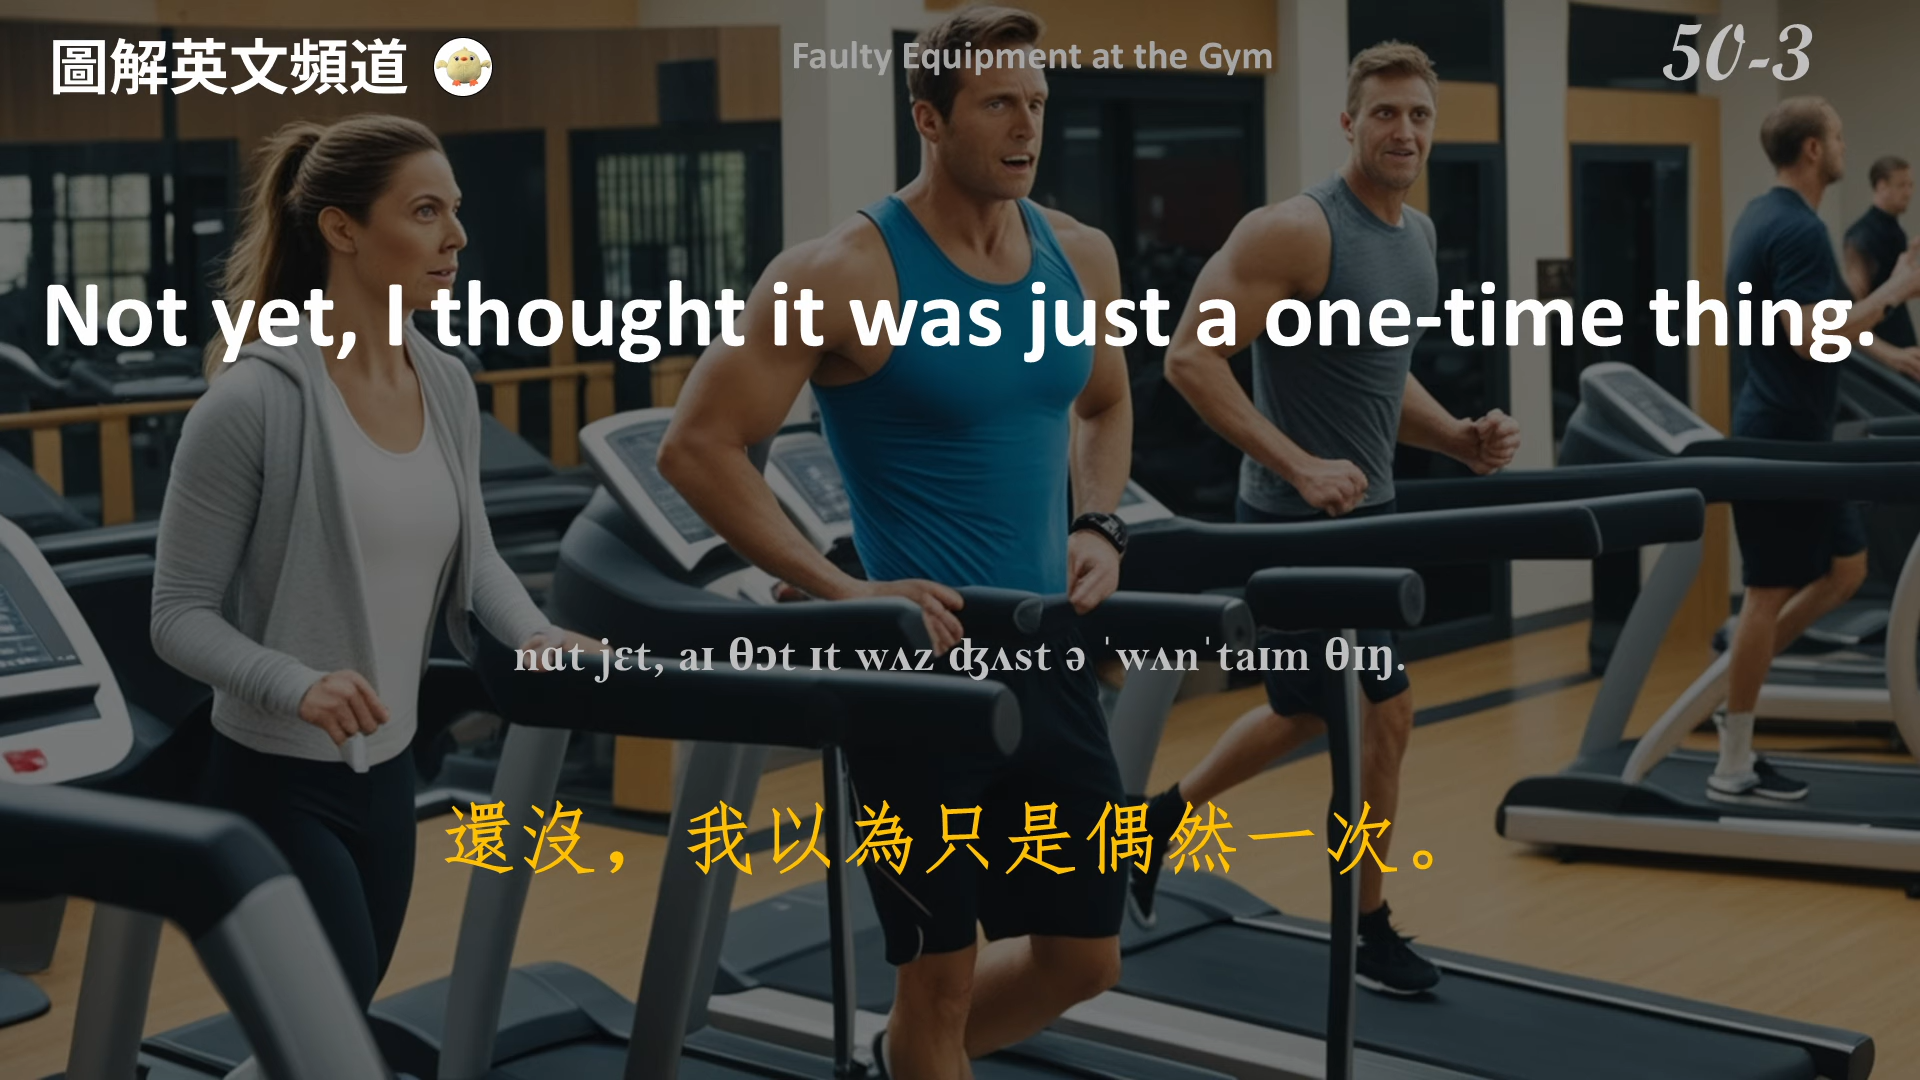 圖解英文頻道
Faulty Equipment at the Gym
50-3
Not yet, I thought it was just a one-time thing.
nɑt jɛt, aɪ θɔt ɪt wʌz ʤʌst ə ˈwʌnˈtaɪm θɪŋ.
還沒，我以為只是偶然一次。